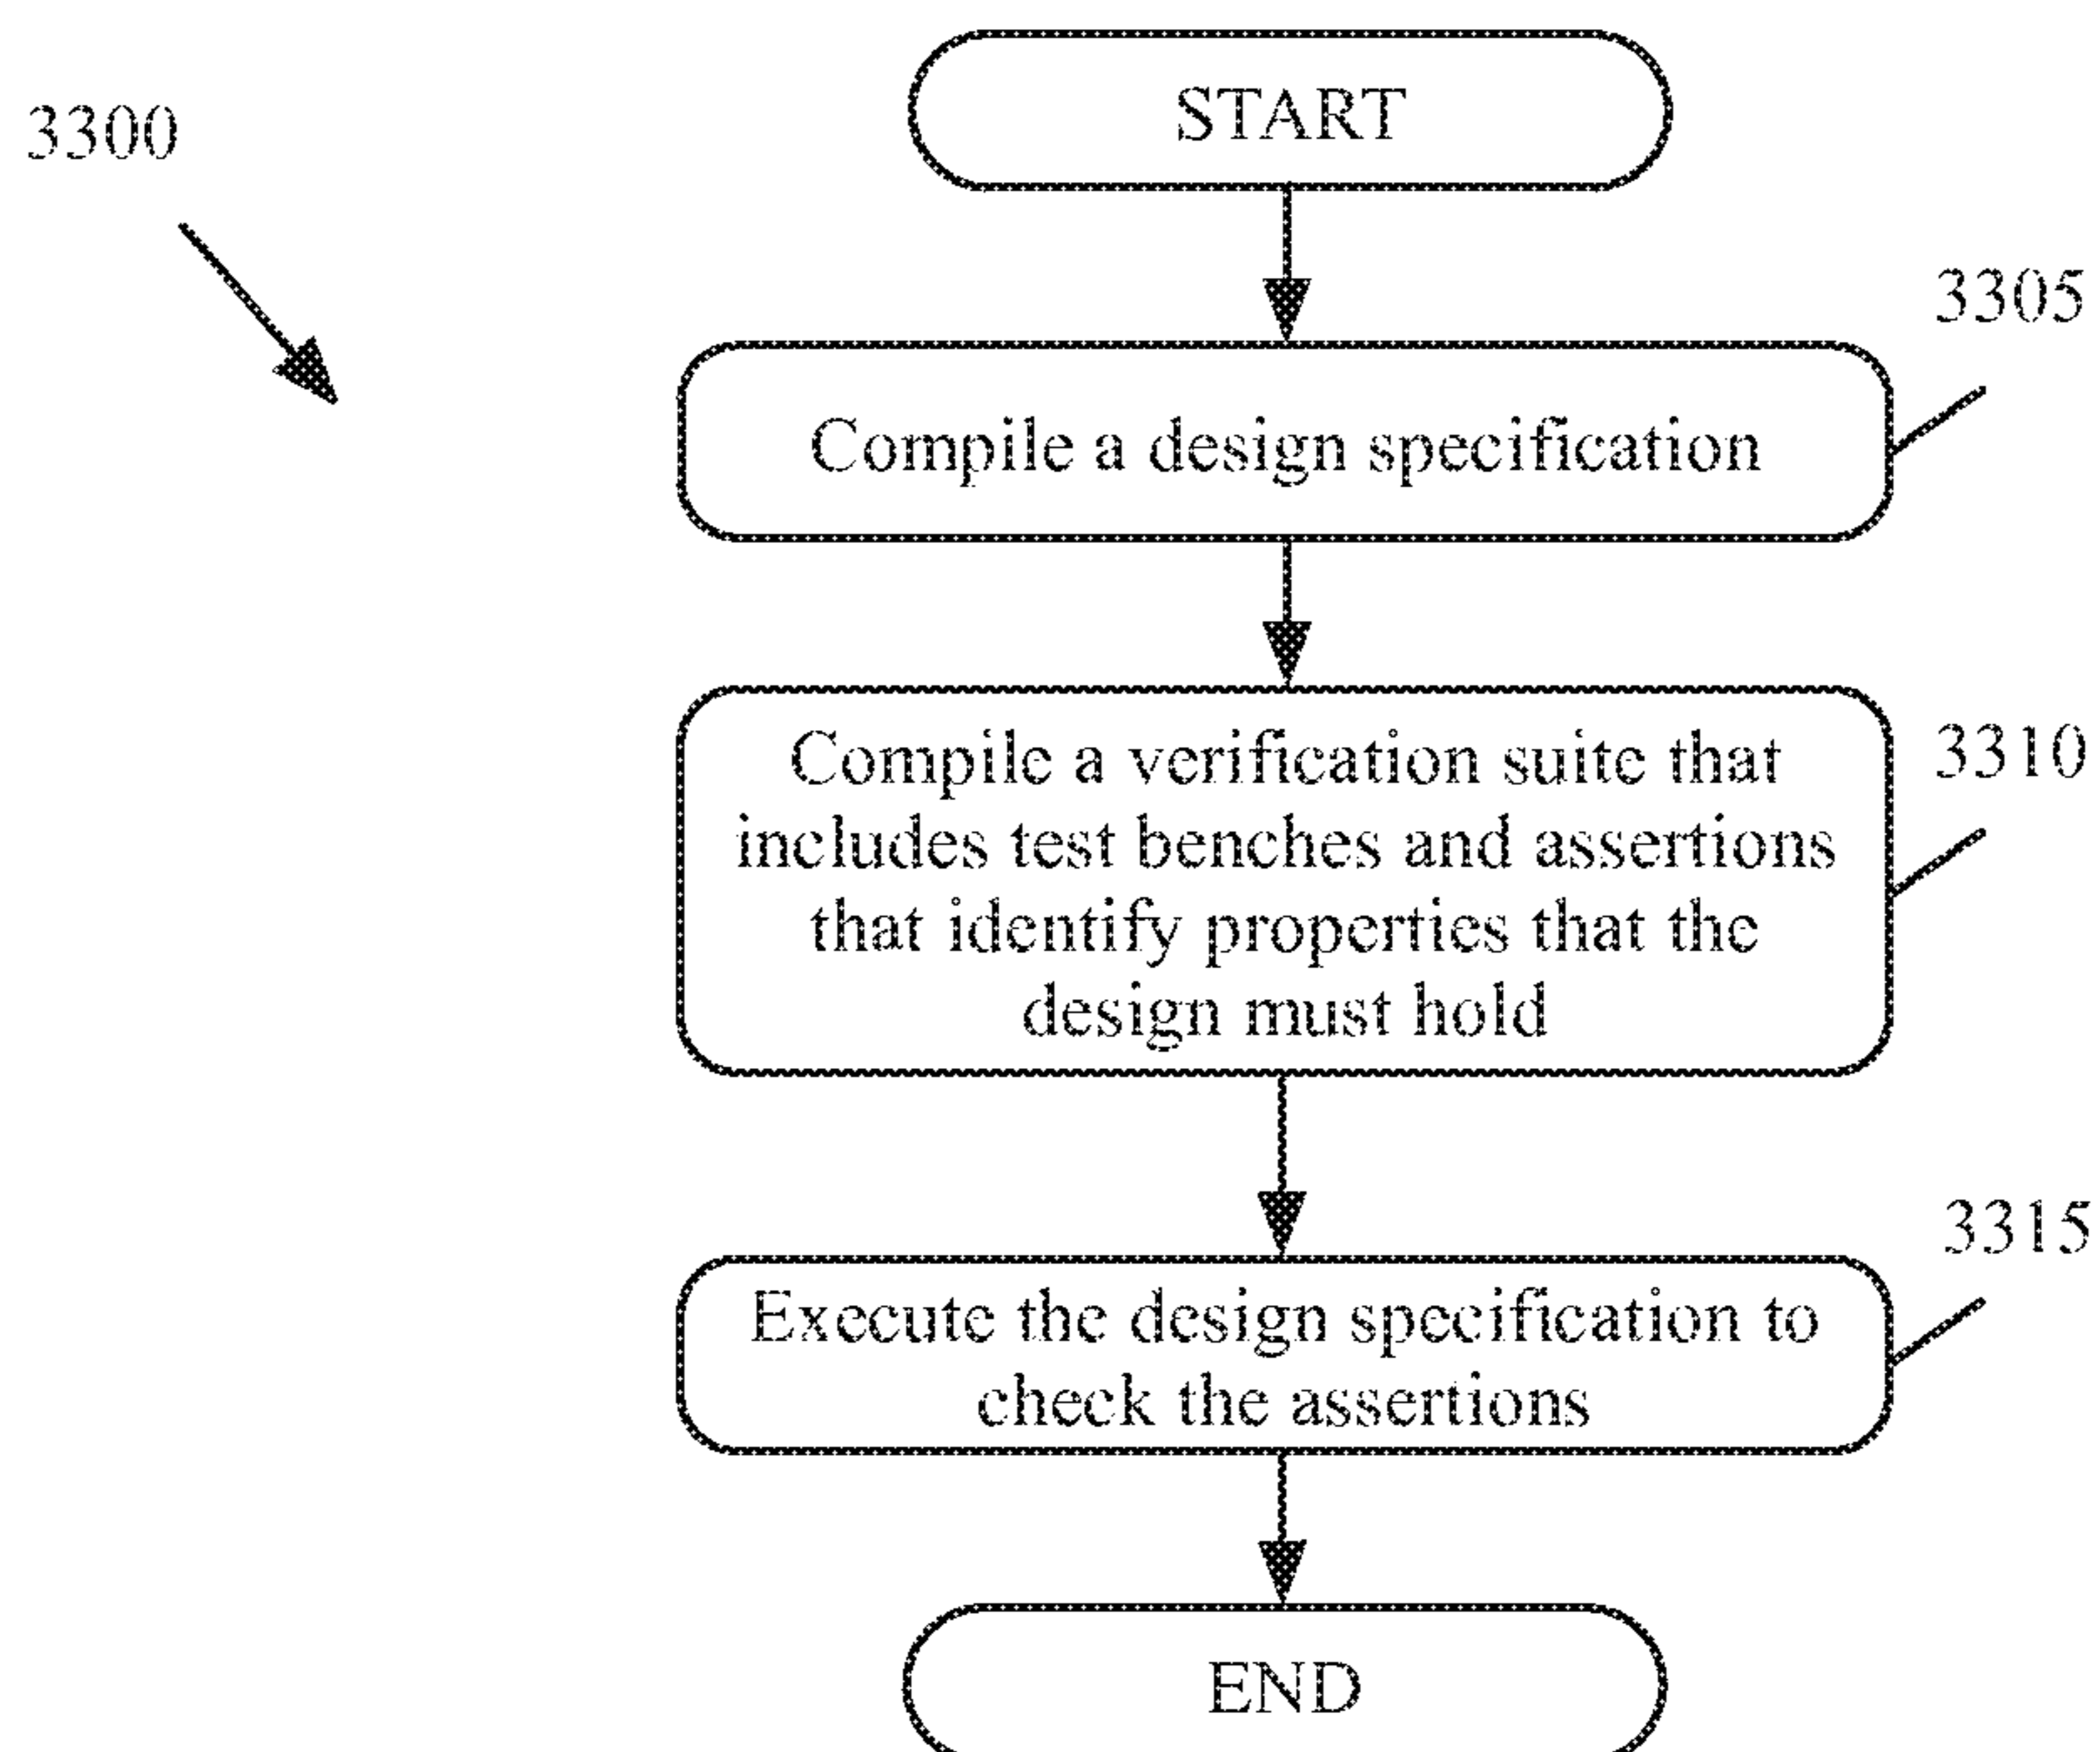 3300
START
3305
Compile a design specification
3310
Compile a verification suite that
includes test benches and assertions
that identify properties that the
design must hold
3315
Execute the design specification to
check the assertions
END